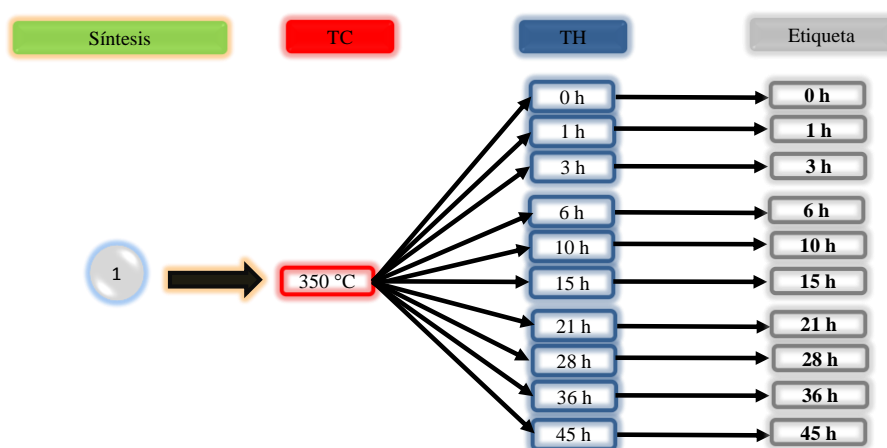 Síntesis TC TH Etiqueta
0 h 0 h
1 h 1 h
3 h 3 h
6 h 6 h
10 h 10 h
1
350 °C 15 h 15 h
21 h 21 h
28 h 28 h
36 h 36 h
45 h 45 h